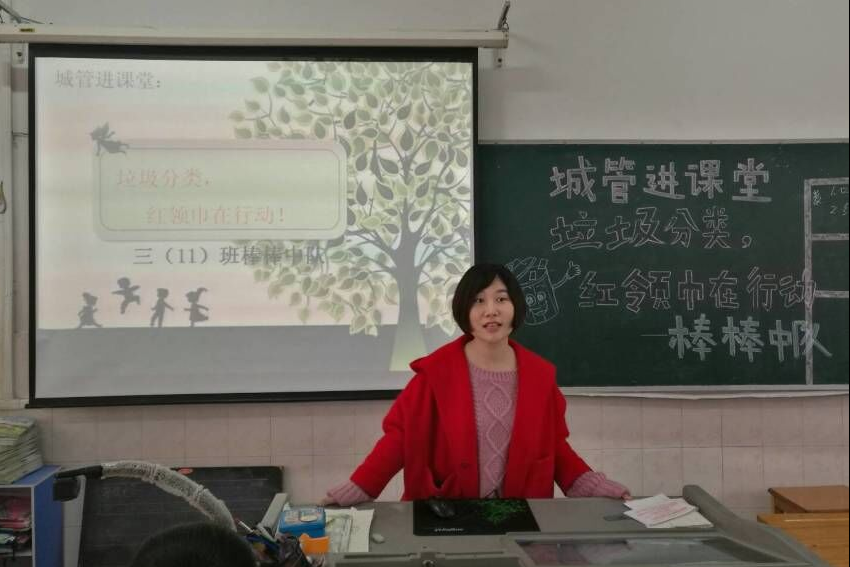 城管进课堂:
垃圾分类,
红领巾在行动!
三（11）班棒棒中队
城管进课堂
垃圾分类,
红领巾在行动
棒棒中队